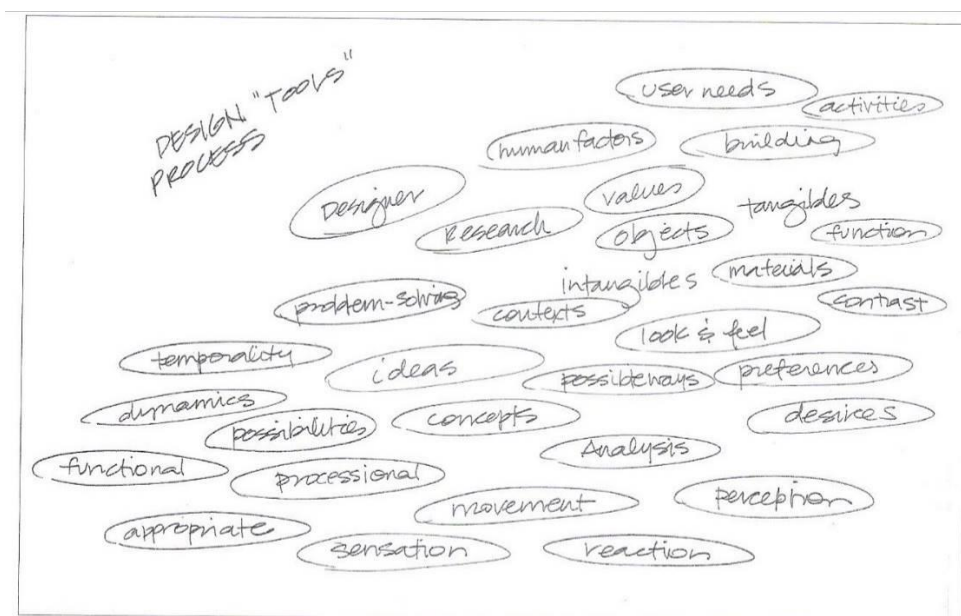 DESIGN "TOOLS"
PROCESS
user needs
activities
human factors
building
Designer
values
tangibles
Research
objects
function
intangibles
materials
problem-solving
contexts
contrast
look & feel
temporality
ideas
possibleways
preferences
dynamics
possibilities
concepts
desires
Analysis
functional
processional
movement
perception
appropriate
sensation
reaction